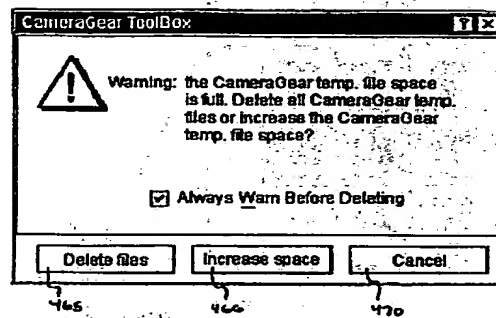 CameraGear ToolBox
? X
Warning: the CameraGear temp. file space
is full. Delete all CameraGear temp.
files or increase the CameraGear
temp. file space?
Always Warn Before Deleting
Delete files Increase space Cancel
465 466 470